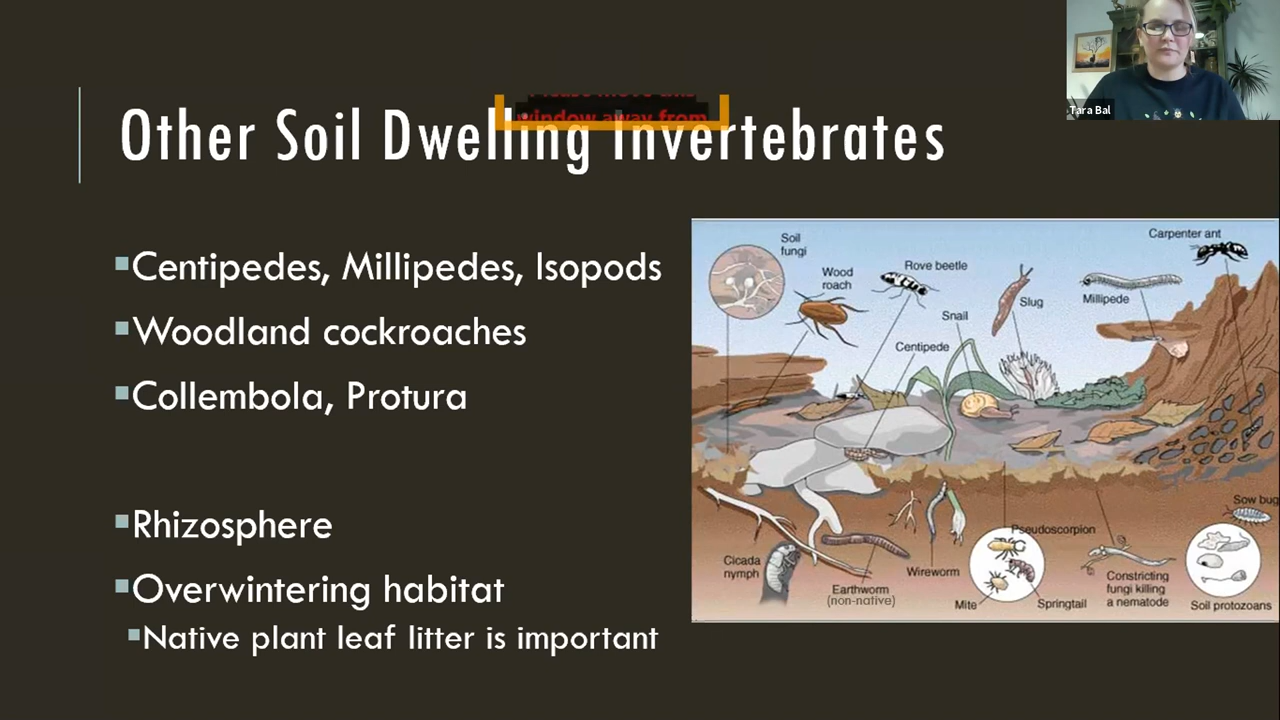 Tara Bal
window away from
Other Soil Dwelling Invertebrates
▪Centipedes, Millipedes, Isopods
▪Woodland cockroaches
▪Collembola, Protura
▪Rhizosphere
▪Overwintering habitat
▪Native plant leaf litter is important
Soil
fungi
Wood
roach
Rove beetle
Slug
Snail
Centipede
Millipede
Carpenter ant
Cicada
nymph
Earthworm
(non-native)
Wireworm
Pseudoscorpion
Mite
Springtail
Constricting
fungi killing
a nematode
Sow bug
Soil protozoans